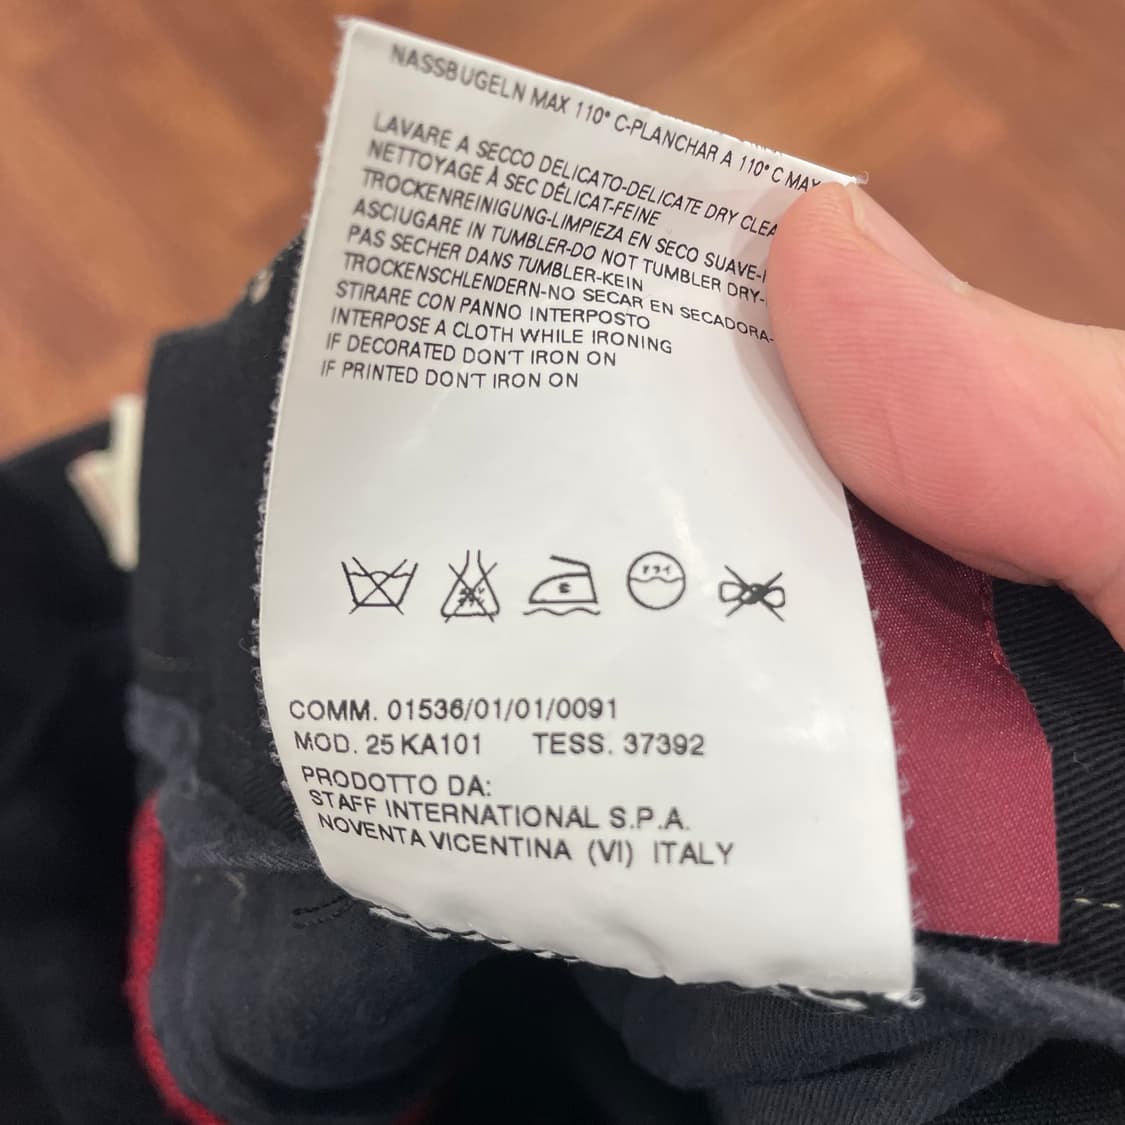 NASSBUGELN MAX 110° C-PLANCHAR A 110° C MAX
LAVARE A SECCO DELICATO-DELICATE DRY
NETTOYAGE À SEC DÉLICAT-FEINE
TROCKENREINIGUNG-LIMPIEZA EN SECO SUAVE-
ASCIUGARE IN TUMBLER-DO NOT TUMBLER DRY-
PAS SECHER DANS TUMBLER-KEIN
TROCKENSCHLENDERN-NO SECAR EN SECADORA-
STIRARE CON PANNO INTERPOSTO
INTERPOSE A CLOTH WHILE IRONING
IF DECORATED DON'T IRON ON
IF PRINTED DON'T IRON ON
ドライ
COMM. 01536/01/01/0091
MOD. 25 KA101 TESS. 37392
PRODOTTO DA:
STAFF INTERNATIONAL S.P.A.
NOVENTA VICENTINA (VI) ITALY